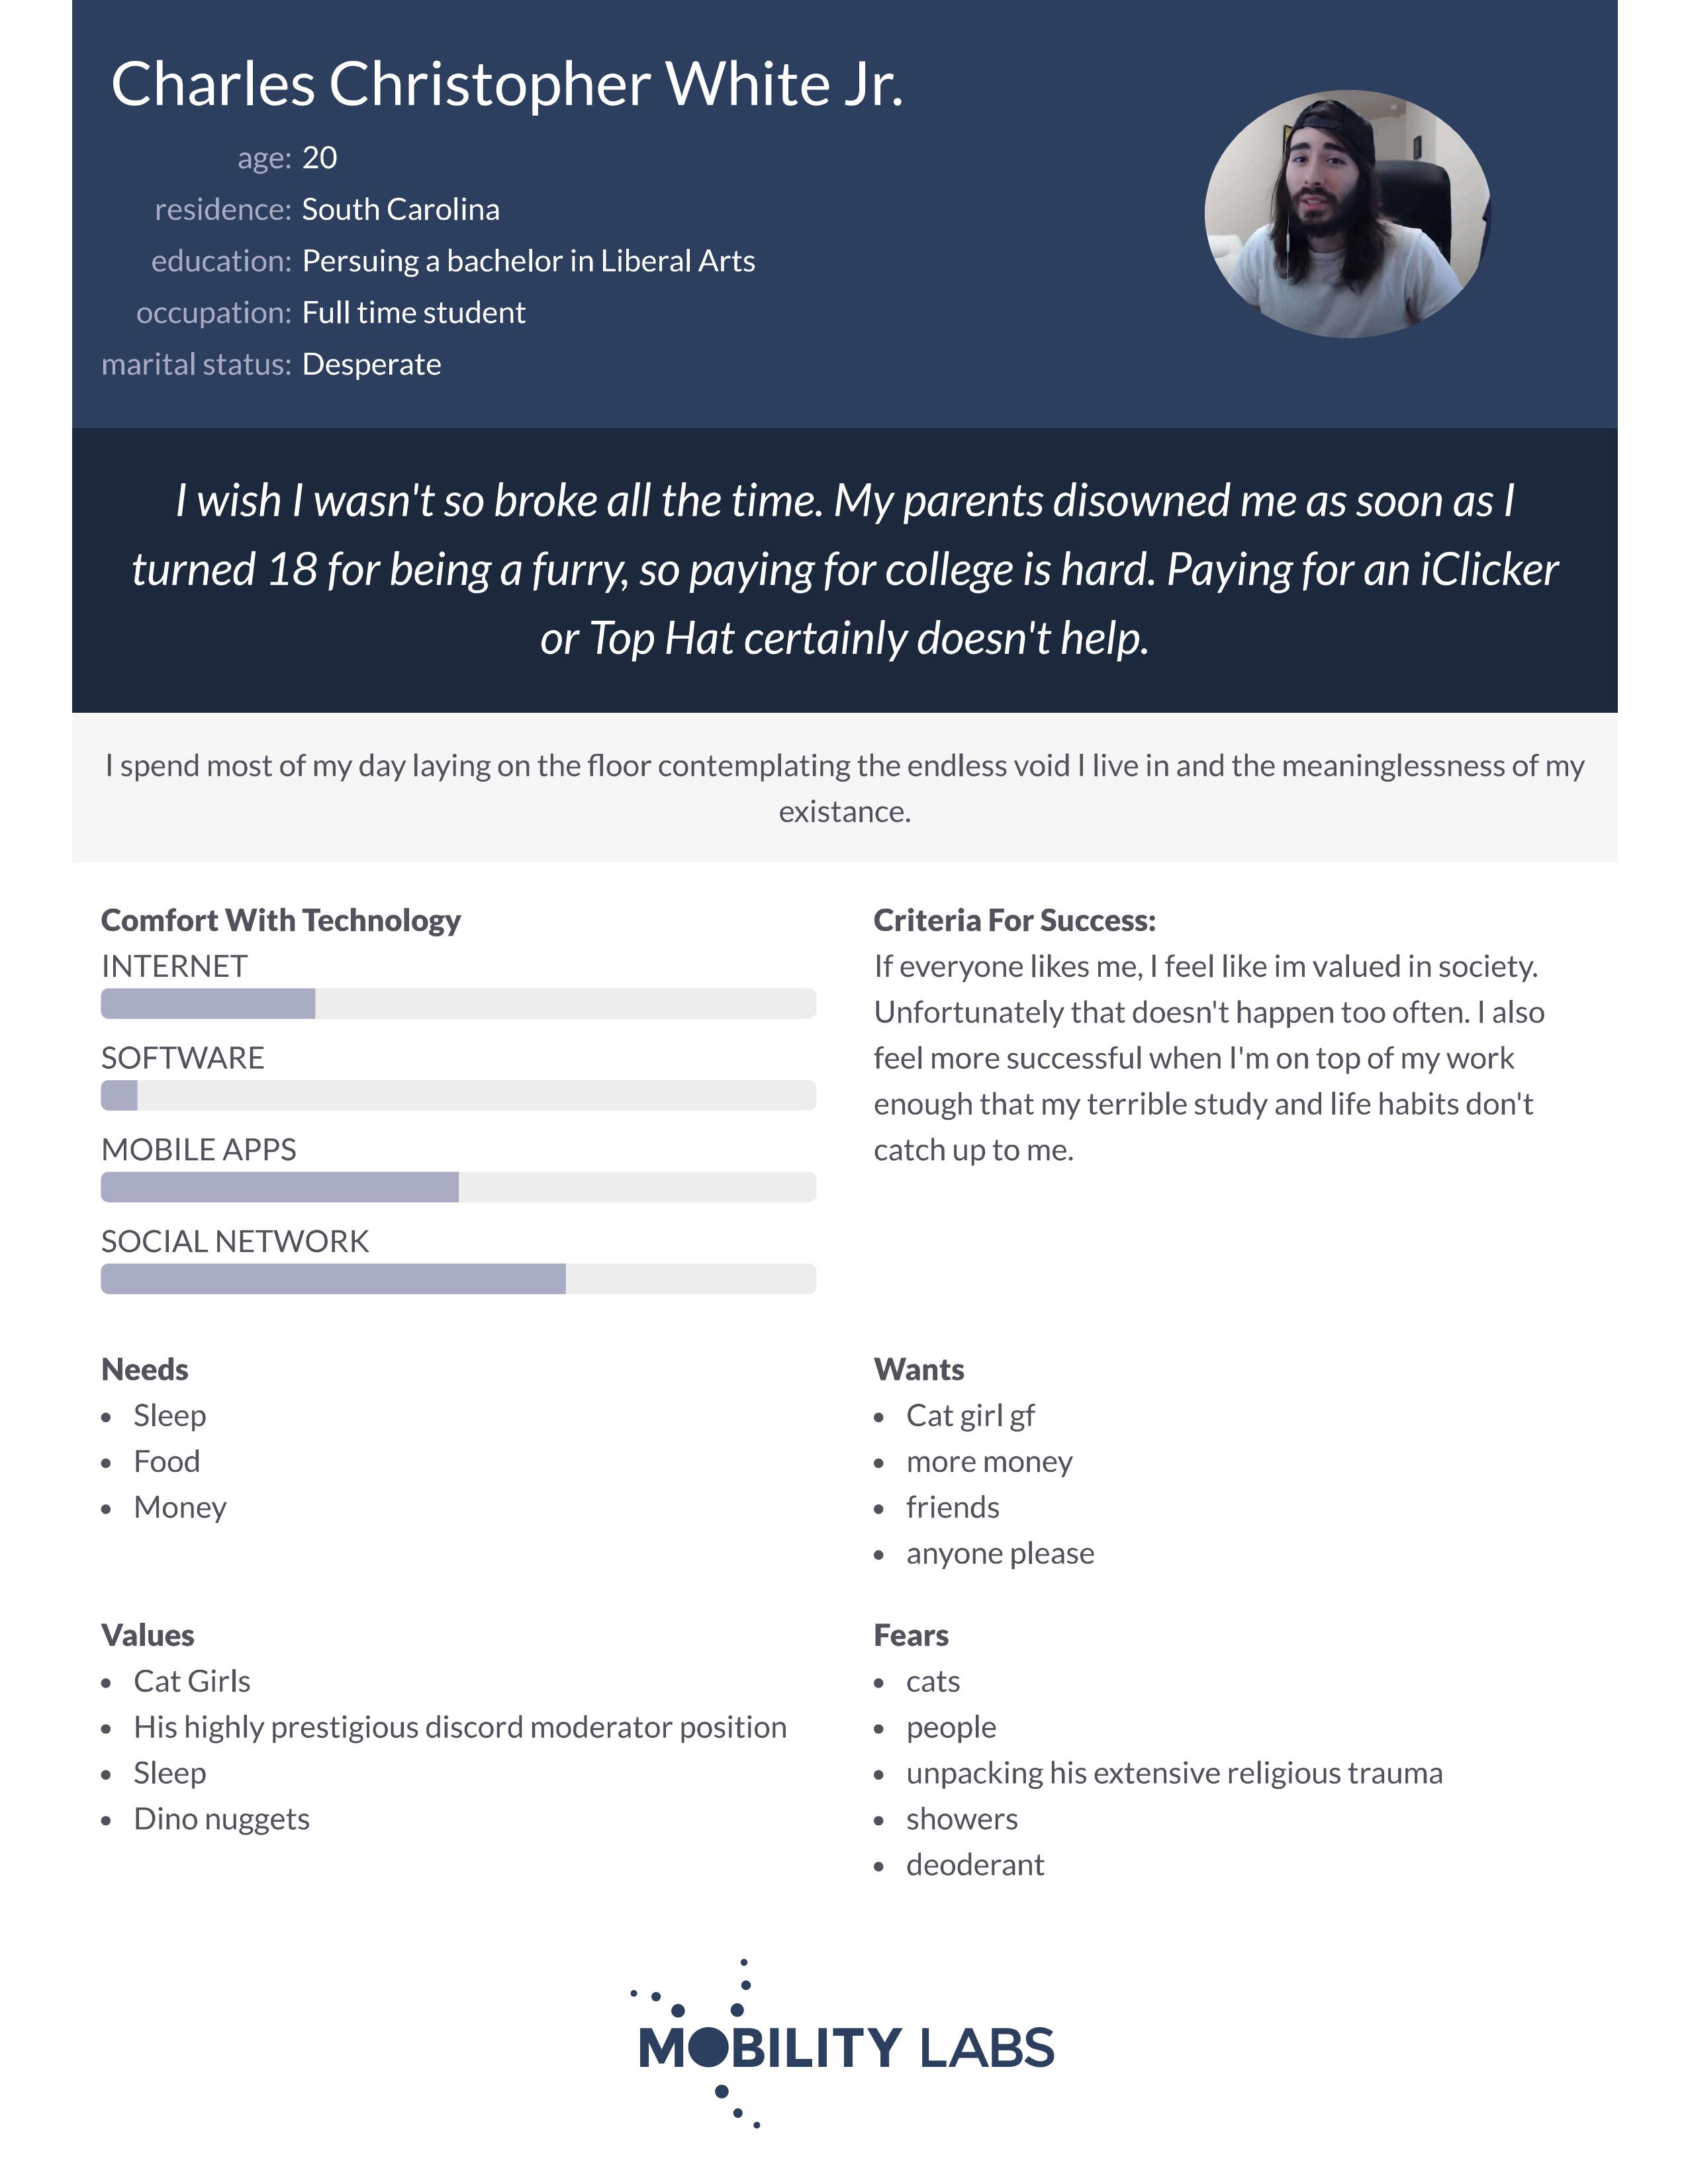 Charles Christopher White Jr.
age: 20
residence: South Carolina
education: Persuing a bachelor in Liberal Arts
occupation: Full time student
marital status: Desperate
I wish I wasn't so broke all the time. My parents disowned me as soon as I
turned 18 for being a furry, so paying for college is hard. Paying for an iClicker
or Top Hat certainly doesn't help.
I spend most of my day laying on the floor contemplating the endless void I live in and the meaninglessness of my
existance.
Comfort With Technology
INTERNET
SOFTWARE
MOBILE APPS
SOCIAL NETWORK
Criteria For Success:
If everyone likes me, I feel like im valued in society.
Unfortunately that doesn't happen too often. I also
feel more successful when I'm on top of my work
enough that my terrible study and life habits don't
catch up to me.
Needs
• Sleep
• Food
• Money
Wants
• Cat girl gf
• more money
• friends
• anyone please
Values
• Cat Girls
• His highly prestigious discord moderator position
• Sleep
• Dino nuggets
Fears
• cats
• people
• unpacking his extensive religious trauma
• showers
• deoderant
MOBILITY LABS